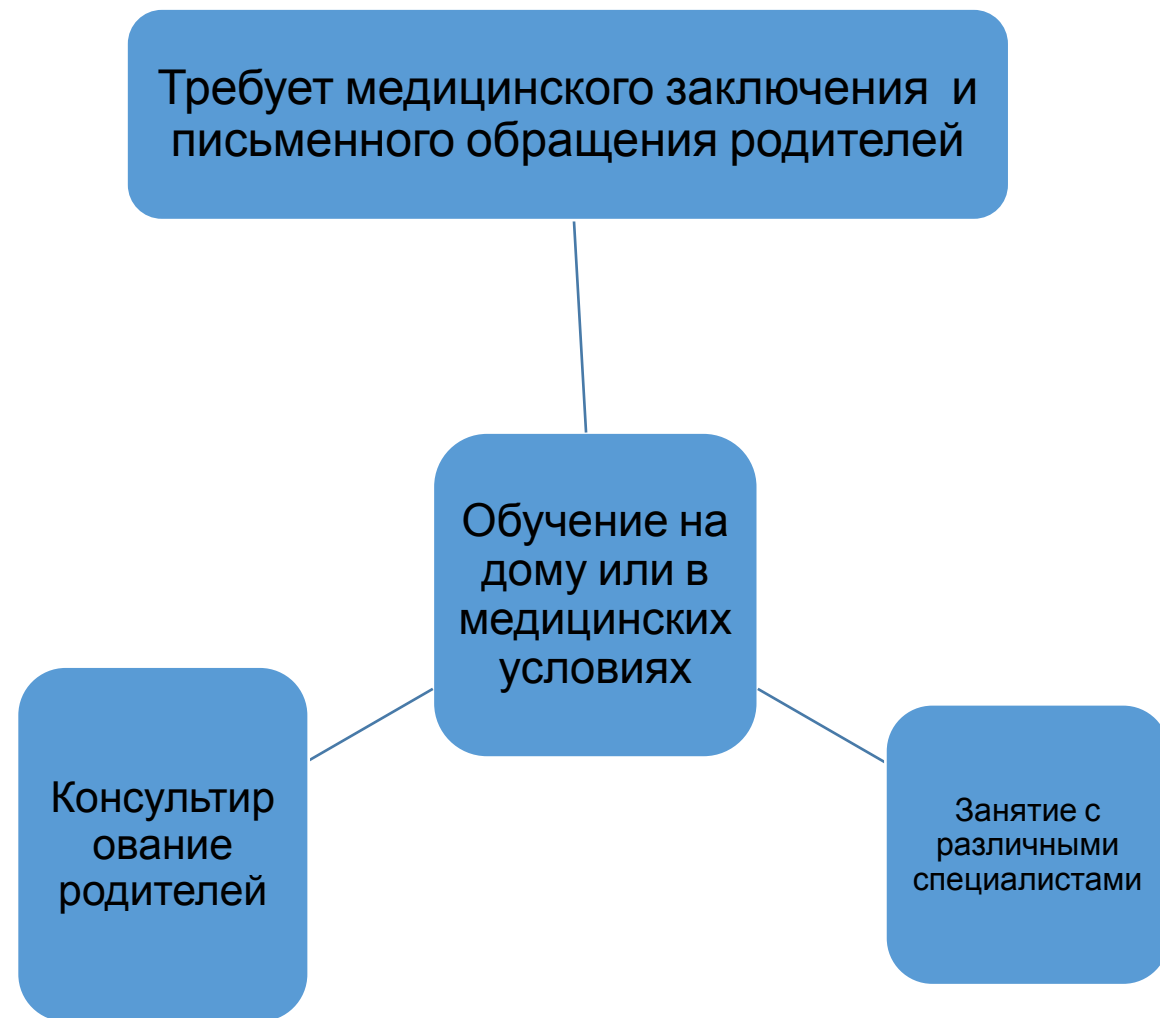 Требует медицинского заключения и
письменного обращения родителей
Обучение на
дому или в
медицинских
условиях
Консультир
ование
родителей
Занятие с
различными
специалистами